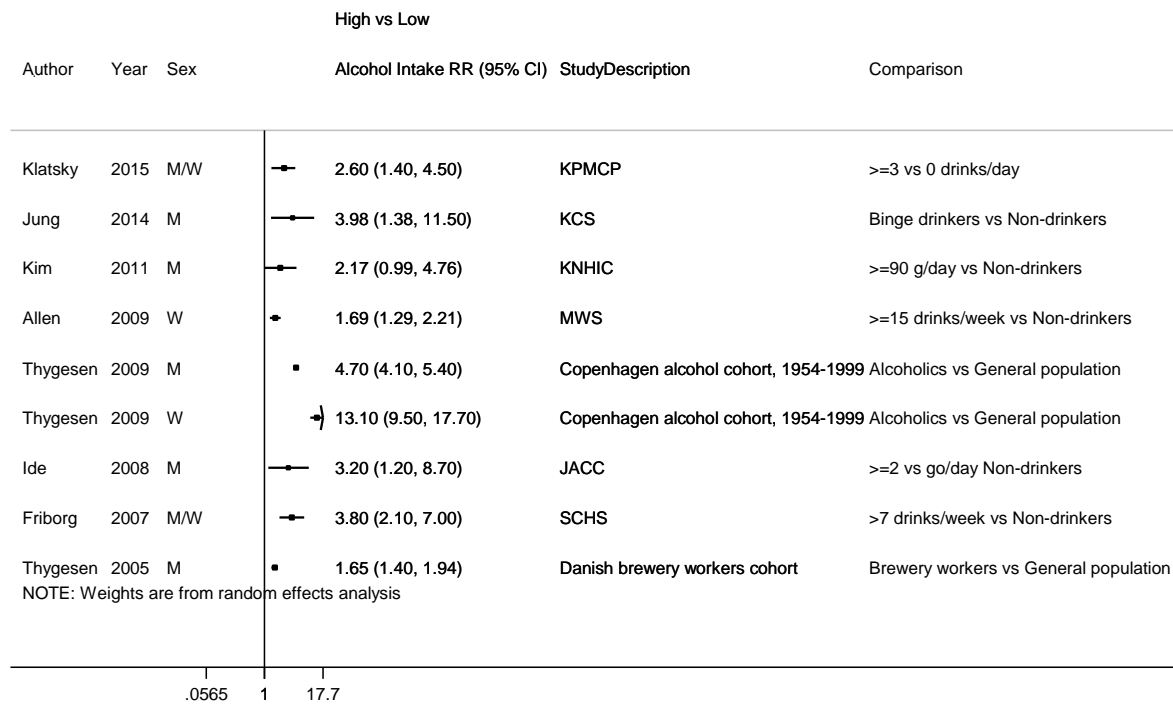 High vs Low
Author Year Sex Alcohol Intake RR (95% CI) StudyDescription Comparison
Klatsky 2015 M/W 2.60 (1.40, 4.50) KPMCP >=3 vs 0 drinks/day
Jung 2014 M 3.98 (1.38, 11.50) KCS Binge drinkers vs Non-drinkers
Kim 2011 M 2.17 (0.99, 4.76) KNHIC >=90 g/day vs Non-drinkers
Allen 2009 W 1.69 (1.29, 2.21) MWS >=15 drinks/week vs Non-drinkers
Thygesen 2009 M 4.70 (4.10, 5.40) Copenhagen alcohol cohort, 1954-1999 Alcoholics vs General population
Thygesen 2009 W 13.10 (9.50, 17.70) Copenhagen alcohol cohort, 1954-1999 Alcoholics vs General population
Ide 2008 M 3.20 (1.20, 8.70) JACC >=2 vs go/day Non-drinkers
Friborg 2007 M/W 3.80 (2.10, 7.00) SCHS >7 drinks/week vs Non-drinkers
Thygesen 2005 M 1.65 (1.40, 1.94) Danish brewery workers cohort Brewery workers vs General population
NOTE: Weights are from random effects analysis
.0565 1 17.7